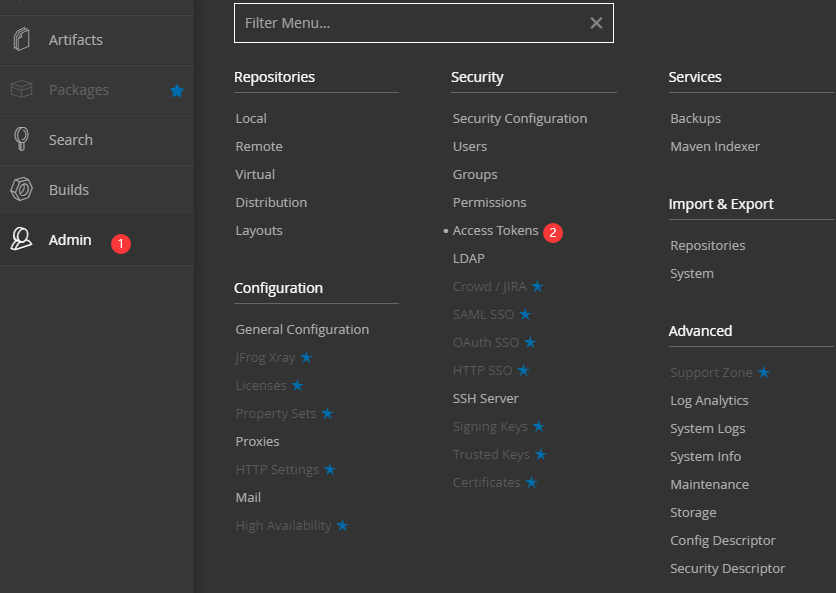 Filter Menu...
Artifacts
Packages
Search
Builds
Admin 1
Repositories
Local
Remote
Virtual
Distribution
Layouts
Configuration
General Configuration
JFrog Xray
Licenses
Property Sets
Proxies
HTTP Settings
Mail
High Availability
Security
Security Configuration
Users
Groups
Permissions
Access Tokens 2
LDAP
Crowd / JIRA
SAML SSO
OAuth SSO
HTTP SSO
SSH Server
Signing Keys
Trusted Keys
Certificates
Services
Backups
Maven Indexer
Import & Export
Repositories
System
Advanced
Support Zone
Log Analytics
System Logs
System Info
Maintenance
Storage
Config Descriptor
Security Descriptor